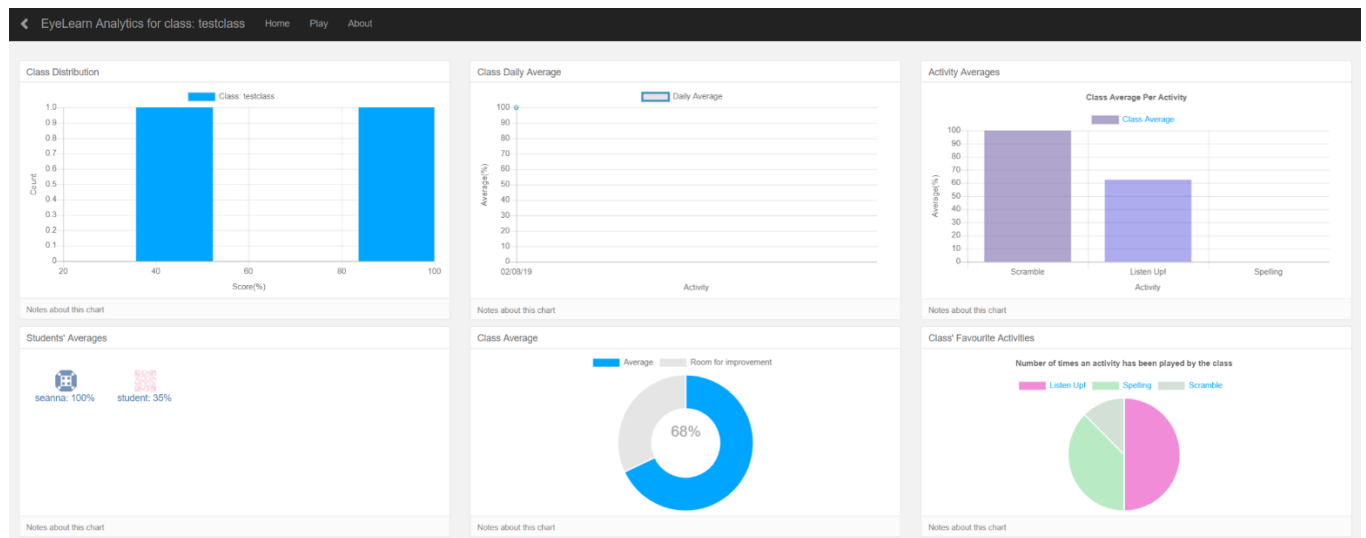 EyeLearn Analytics for class: testclass Home Play About
Class Distribution
Class: testclass
1.0
0.9
0.8
0.7
0.6
0.5
0.4
0.3
0.2
0.1
0
Count
20 40 60 80 100
Score(%)
Notes about this chart
Class Daily Average
Daily Average
100
90
80
70
60
50
40
30
20
10
0
Average(%)
02/08/19
Activity
Notes about this chart
Activity Averages
Class Average Per Activity
Class Average
100
90
80
70
60
50
40
30
20
10
0
Average(%)
Scramble Listen Up! Spelling
Activity
Notes about this chart
Students' Averages
seanna: 100% student: 35%
Notes about this chart
Class Average
Average Room for improvement
68%
Notes about this chart
Class' Favourite Activities
Number of times an activity has been played by the class
Listen Up! Spelling Scramble
Notes about this chart